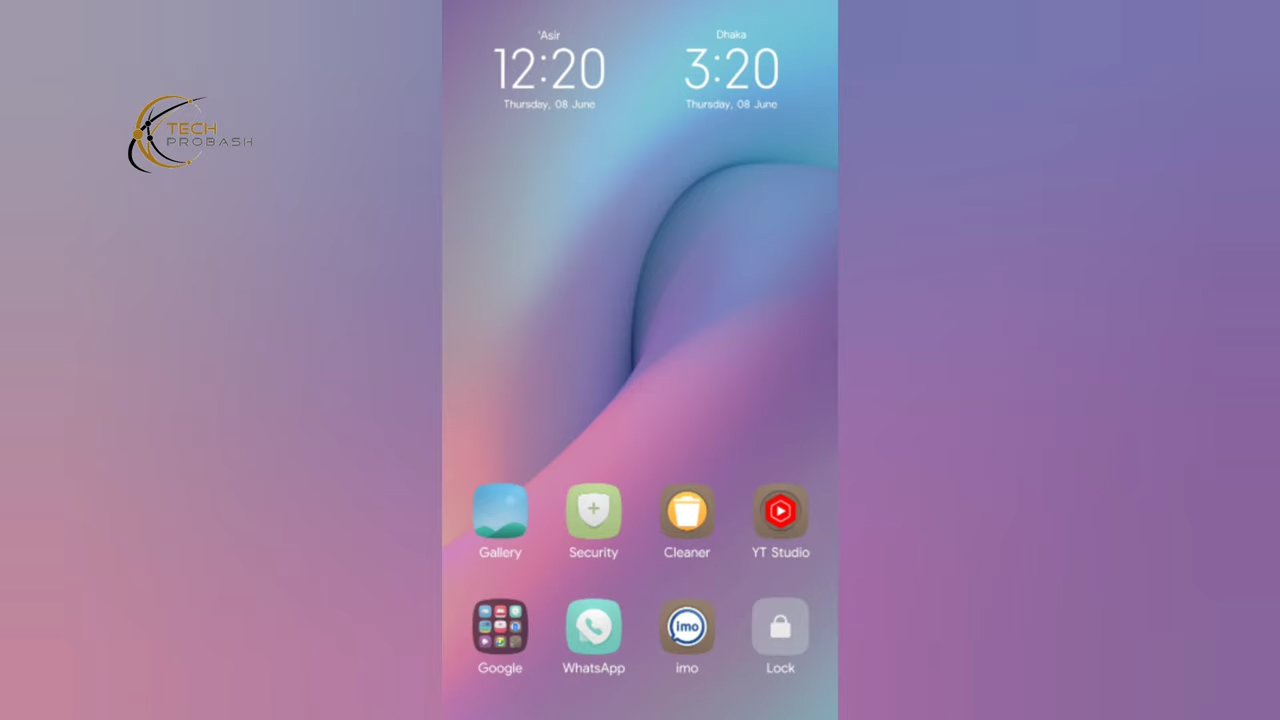 TECH
PROBASH
'Asir
12:20
Thursday, 08 June
Dhaka
3:20
Thursday, 08 June
Gallery
Security
Cleaner
YT Studio
Google
WhatsApp
imo
imo
Lock